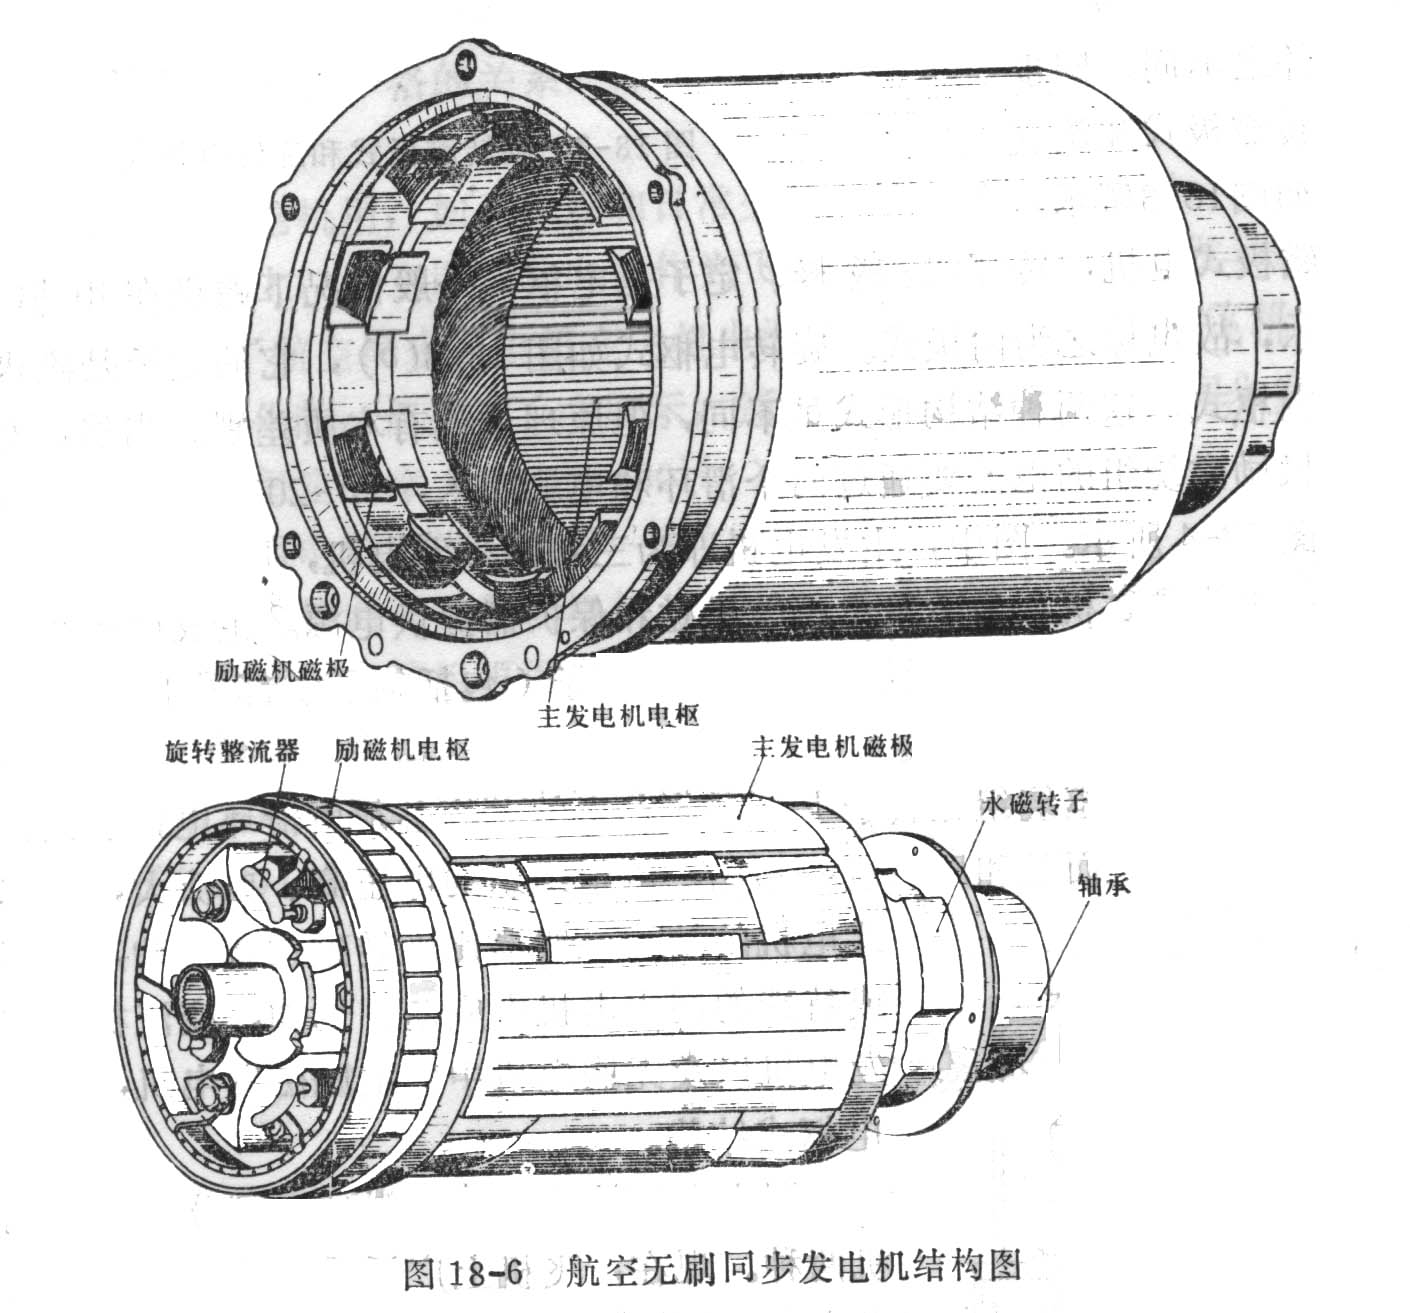 励磁机磁极
主发电机电枢
旋转整流器
励磁机电枢
主发电机磁极
永磁转子
轴承
图 18-6 航空无刷同步发电机结构图